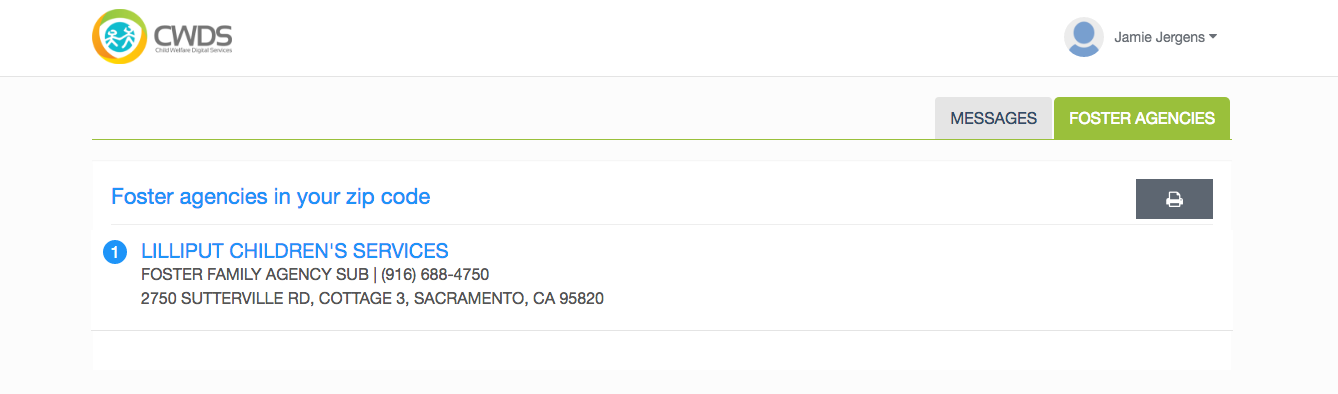 CWDS
Child Welfare Digital Services
Jamie Jergens
MESSAGES
FOSTER AGENCIES
Foster agencies in your zip code
1
LILLIPUT CHILDREN'S SERVICES
FOSTER FAMILY AGENCY SUB | (916) 688-4750
2750 SUTTERVILLE RD, COTTAGE 3, SACRAMENTO, CA 95820